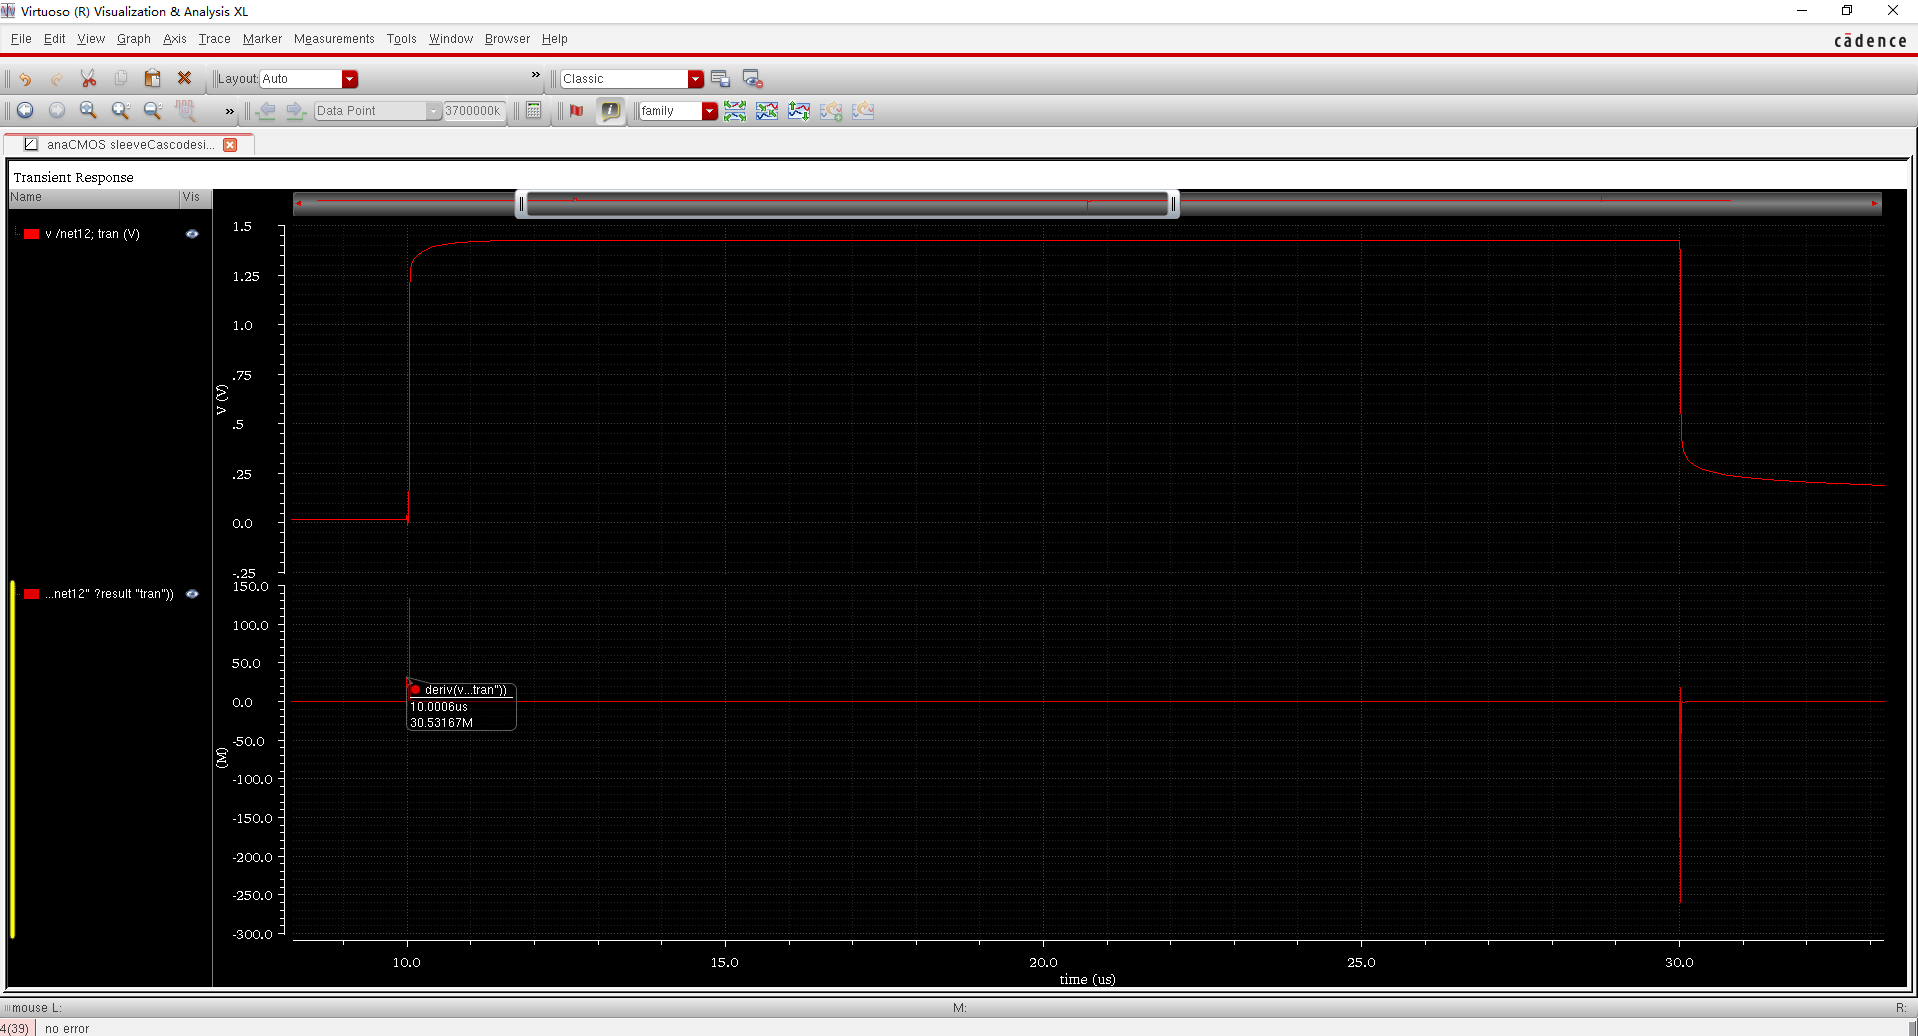 Virtuoso (R) Visualization & Analysis XL
File Edit View Graph Axis Trace Marker Measurements Tools Window Browser Help
cādence
Layout: Auto » Classic
» Data Point 3700000k family
anaCMOS sleeveCascodesi...
Transient Response
Name Vis
v /net12; tran (V)
1.5
1.25
1.0
.75
.5
.25
0.0
-.25
V (V)
...net12" ?result "tran"))
150.0
100.0
50.0
0.0
-50.0
-100.0
-150.0
-200.0
-250.0
-300.0
(M)
deriv(v...tran"))
10.0006us
30.53167M
10.0 15.0 20.0 25.0 30.0
time (us)
mouse L: M: R:
4(39) no error